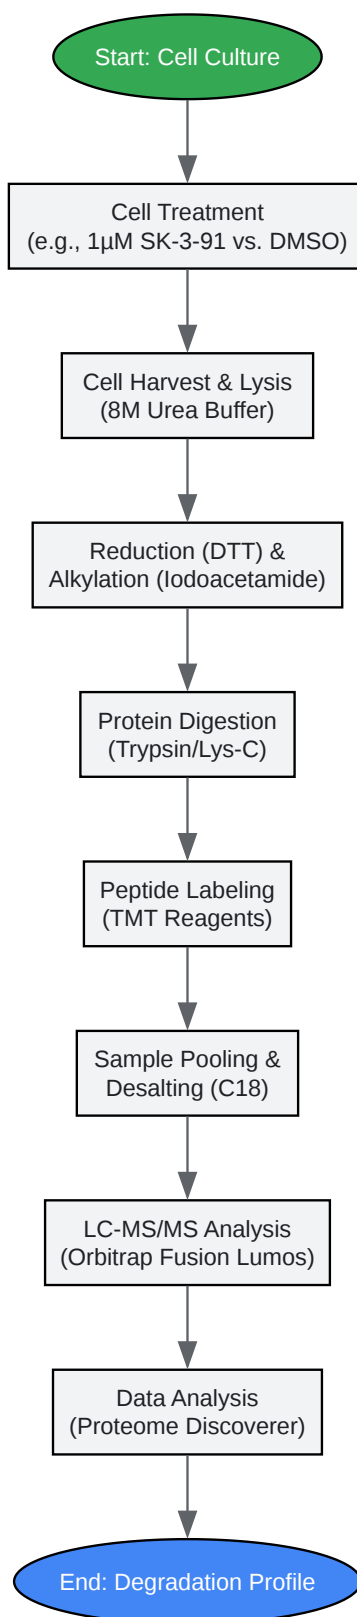 Start: Cell Culture
Cell Treatment
(e.g., 1µM SK-3-91 vs. DMSO)
Cell Harvest & Lysis
(8M Urea Buffer)
Reduction (DTT) &
Alkylation (Iodoacetamide)
Protein Digestion
(Trypsin/Lys-C)
Peptide Labeling
(TMT Reagents)
Sample Pooling &
Desalting (C18)
LC-MS/MS Analysis
(Orbitrap Fusion Lumos)
Data Analysis
(Proteome Discoverer)
End: Degradation Profile